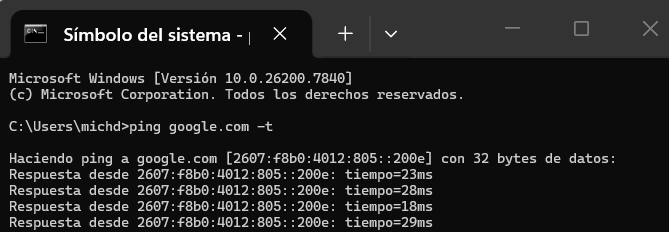 Símbolo del sistema -
Microsoft Windows [Versión 10.0.26200.7840]
(c) Microsoft Corporation. Todos los derechos reservados.
C:\Users\michd>ping google.com -t
Haciendo ping a google.com [2607:f8b0:4012:805::200e] con 32 bytes de datos:
Respuesta desde 2607:f8b0:4012:805::200e: tiempo=23ms
Respuesta desde 2607:f8b0:4012:805::200e: tiempo=28ms
Respuesta desde 2607:f8b0:4012:805::200e: tiempo=18ms
Respuesta desde 2607:f8b0:4012:805::200e: tiempo=29ms